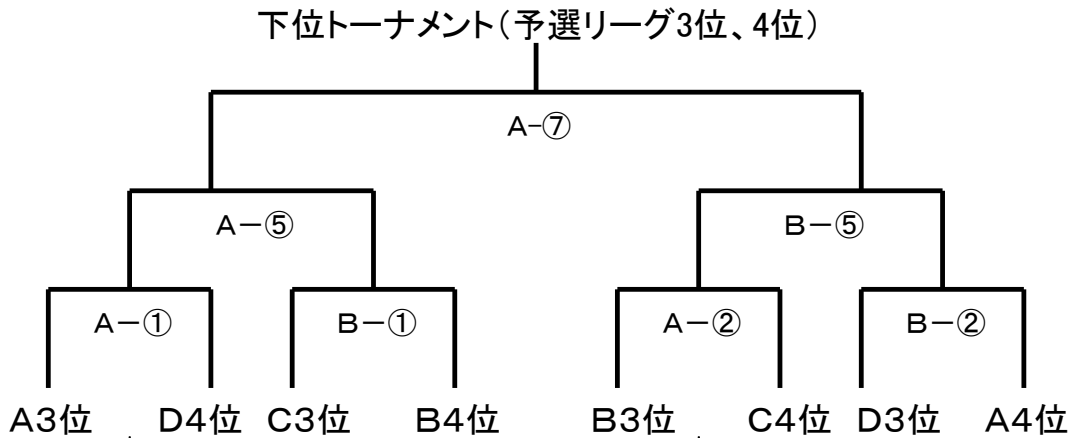 下位トーナメント(予選リーグ3位、4位)
A-⑦
A－⑤ B－⑤
A－① B－① A－② B－②
A3位 D4位 C3位 B4位 B3位 C4位 D3位 A4位